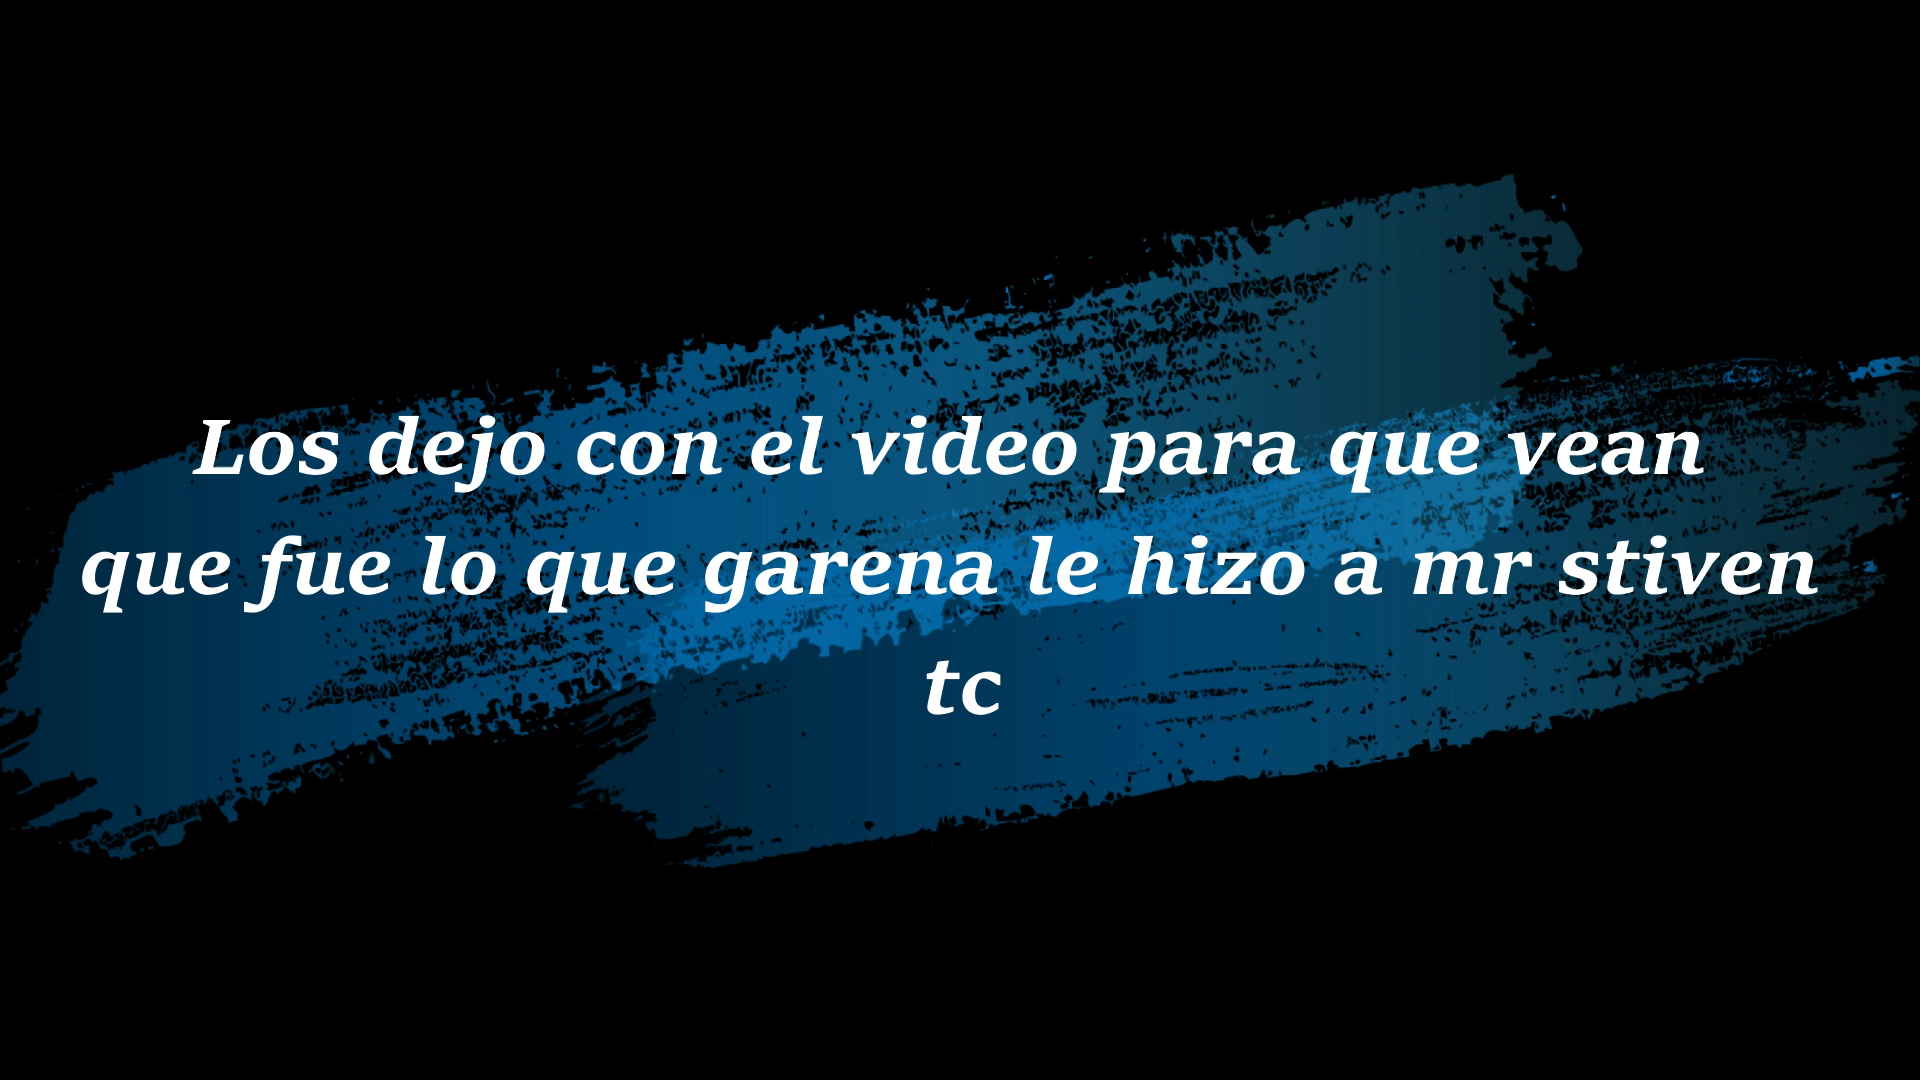 Los dejo con el video para que vean
que fue lo que garena le hizo a mr stiven
tc